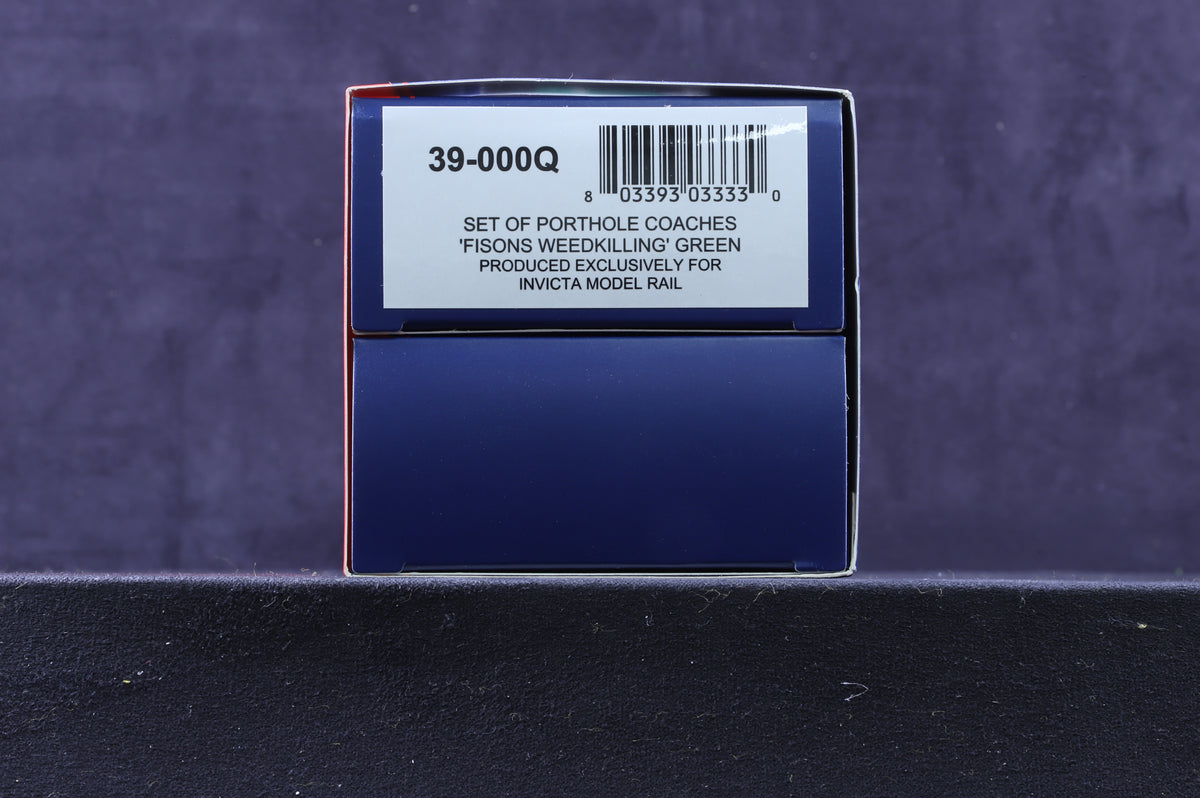 39-000Q
8 03393 03333 0
SET OF PORTHOLE COACHES
'FISONS WEEDKILLING' GREEN
PRODUCED EXCLUSIVELY FOR
INVICTA MODEL RAIL